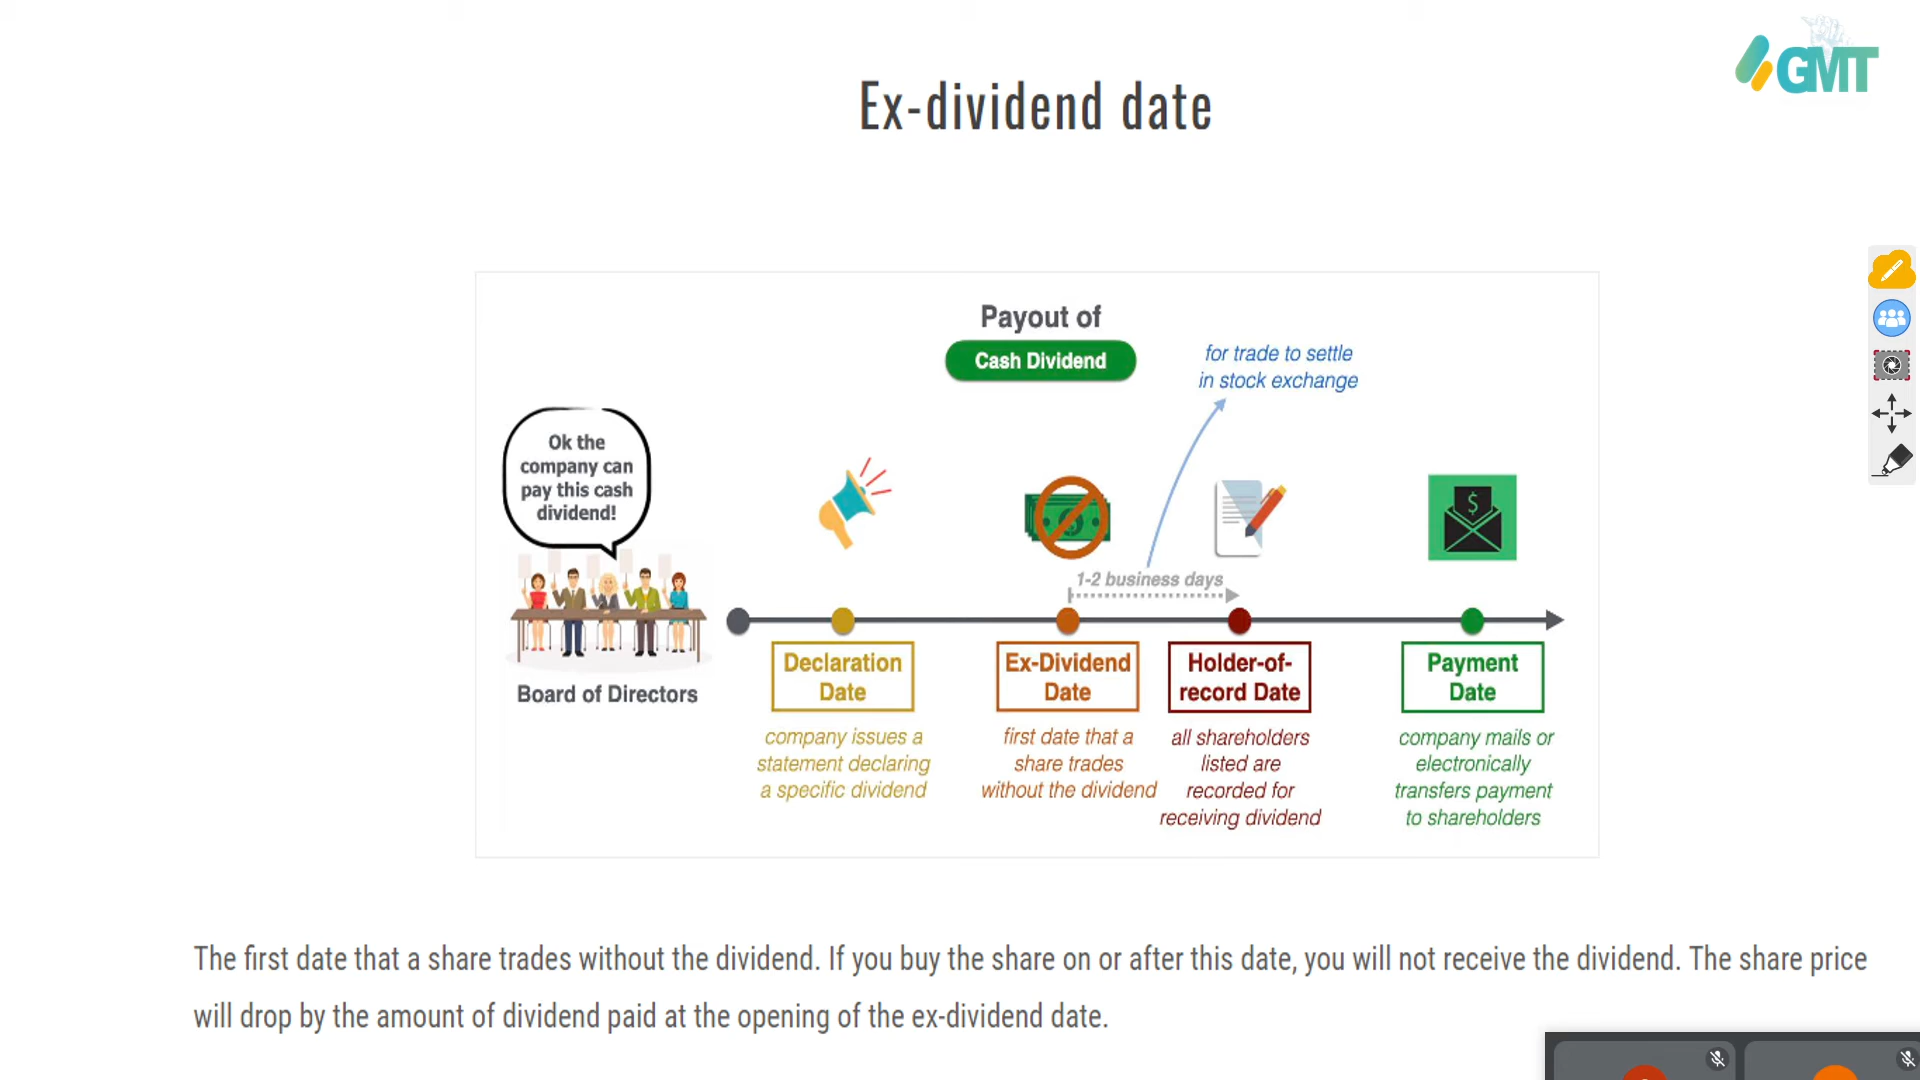 GMT
Ex-dividend date
Payout of
Cash Dividend
for trade to settle
in stock exchange
Ok the
company can
pay this cash
dividend!
1-2 business days
Board of Directors
Declaration
Date
company issues a
statement declaring
a specific dividend
Ex-Dividend
Date
first date that a
share trades
without the dividend
Holder-of-
record Date
all shareholders
listed are
recorded for
receiving dividend
Payment
Date
company mails or
electronically
transfers payment
to shareholders
The first date that a share trades without the dividend. If you buy the share on or after this date, you will not receive the dividend. The share price
will drop by the amount of dividend paid at the opening of the ex-dividend date.